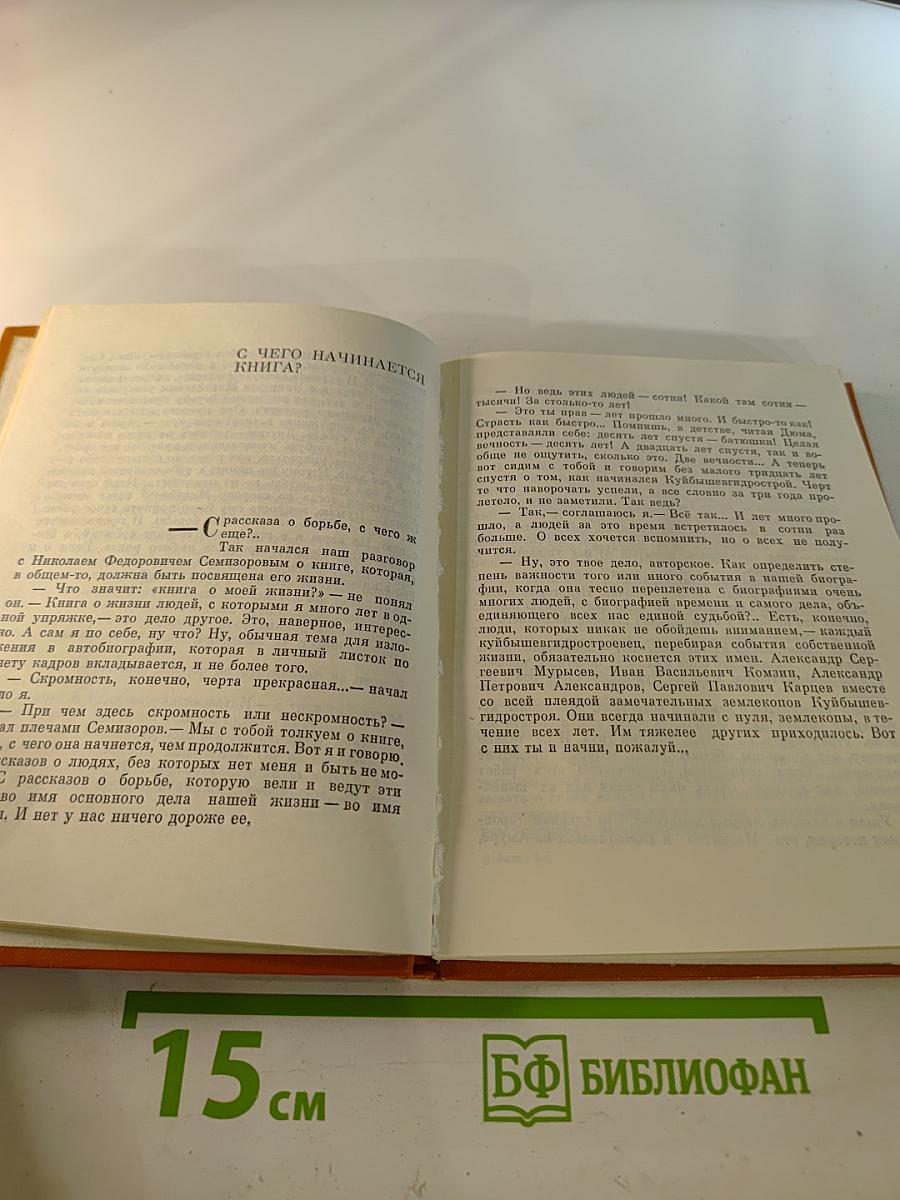 С ЧЕГО НАЧИНАЕТСЯ
КНИГА?
— С рассказа о борьбе, с чего ж
еще?..
Так начался наш разговор
с Николаем Федоровичем Семизоровым о книге, которая,
в общем-то, должна быть посвящена его жизни.
— Что значит: «книга о моей жизни?» — не понял
он. — Книга о жизни людей, с которыми я много лет в од-
ной упряжке, — это дело другое. Это, наверное, интерес-
но. А сам я по себе, ну что? Ну, обычная тема для изло-
жения в автобиографии, которая в личный листок по
учету кадров вкладывается, и не более того.
— Скромность, конечно, черта прекрасная...— начал
было я.
— При чем здесь скромность или нескромность? —
ал плечами Семизоров.— Мы с тобой толкуем о книге,
, с чего она начнется, чем продолжится. Вот я и говорю.
сказов о людях, без которых нет меня и быть не мо-
С рассказов о борьбе, которую вели и ведут эти
во имя основного дела нашей жизни — во имя
. И нет у нас ничего дороже ее.
— Но ведь этих людей — сотни! Какой там сотни —
тысячи! За столько-то лет!
— Это ты прав — лет прошло много. И быстро-то как!
Страсть как быстро... Помнишь, в детстве, читая Дюма,
представляли себе: десять лет спустя — батюшки! Целая
вечность — десять лет! А двадцать лет спустя, так и во-
обще не ощутить, сколько это. Две вечности... А теперь
вот сидим с тобой и говорим без малого тридцать лет
спустя о том, как начинался Куйбышевгидрострой. Черт
те что наворочать успели, а все словно за три года про-
летело, и не заметили. Так ведь?
— Так,— соглашаюсь я.— Всё так... И лет много про-
шло, а людей за это время встретилось в сотни раз
больше. О всех хочется вспомнить, но о всех не полу-
чится.
— Ну, это твое дело, авторское. Как определить сте-
пень важности того или иного события в нашей биогра-
фии, когда она тесно переплетена с биографиями очень
многих людей, с биографией времени и самого дела, объ-
единяющего всех нас единой судьбой?.. Есть, конечно,
люди, которых никак не обойдешь вниманием,— каждый
куйбышевгидростроевец, перебирая события собственной
жизни, обязательно коснется этих имен. Александр Сер-
геевич Мурысев, Иван Васильевич Комзин, Александр
Петрович Александров, Сергей Павлович Карцев вместе
со всей плеядой замечательных землекопов Куйбышев-
гидростроя. Они всегда начинали с нуля, землекопы, в те-
чение всех лет. Им тяжелее других приходилось. Вот
с них ты и начни, пожалуй...
15 см
БФ БИБЛИОФАН